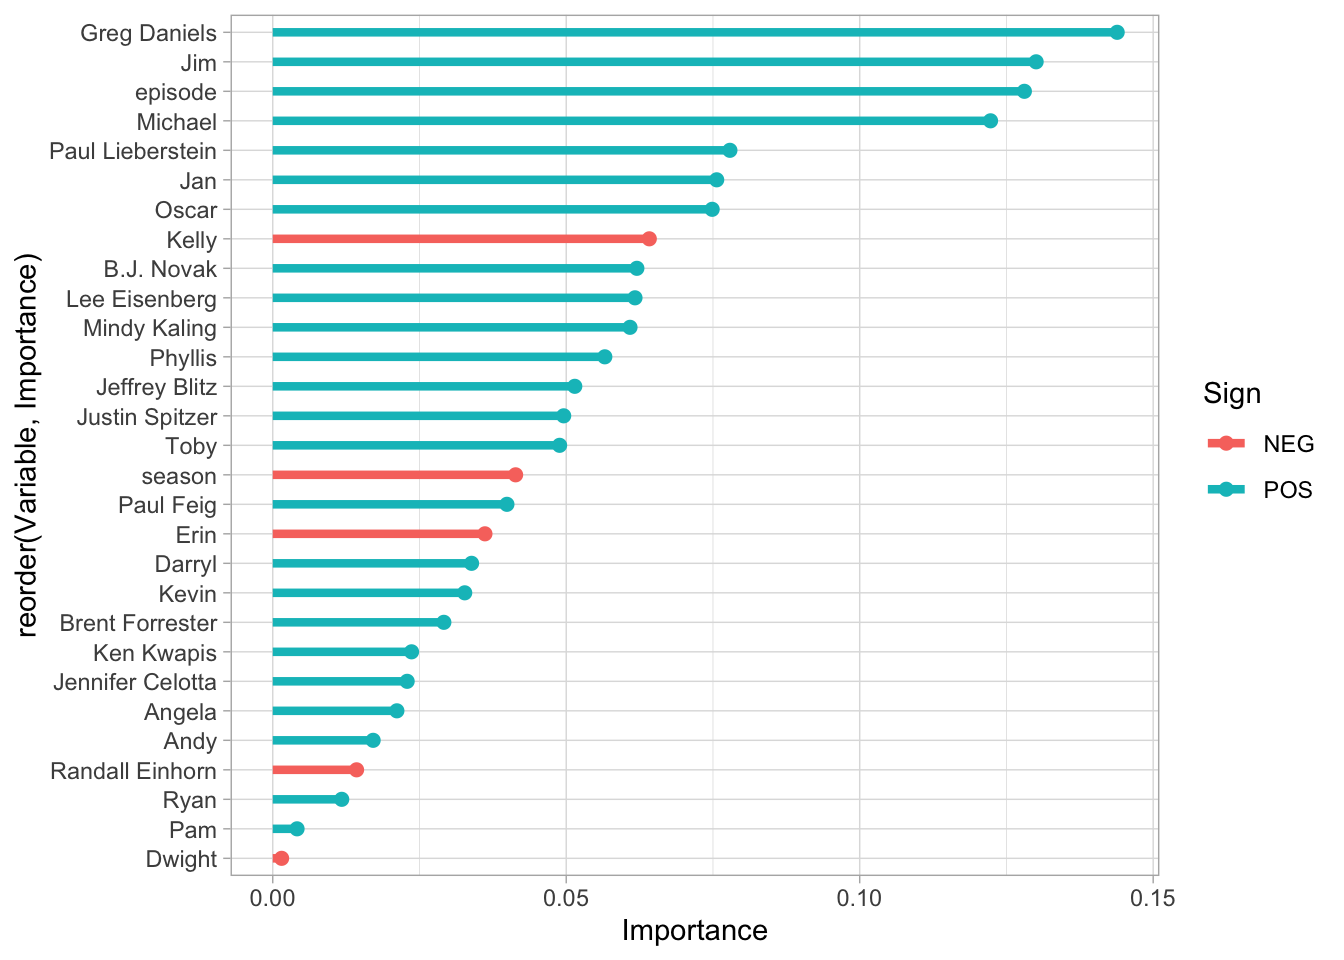 Greg Daniels
Jim
episode
Michael
Paul Lieberstein
Jan
Oscar
Kelly
B.J. Novak
Lee Eisenberg
Mindy Kaling
Phyllis
Jeffrey Blitz
Justin Spitzer
Toby
season
Paul Feig
Erin
Darryl
Kevin
Brent Forrester
Ken Kwapis
Jennifer Celotta
Angela
Andy
Randall Einhorn
Ryan
Pam
Dwight
reorder(Variable, Importance)
0.00 0.05 0.10 0.15
Importance
Sign
NEG
POS